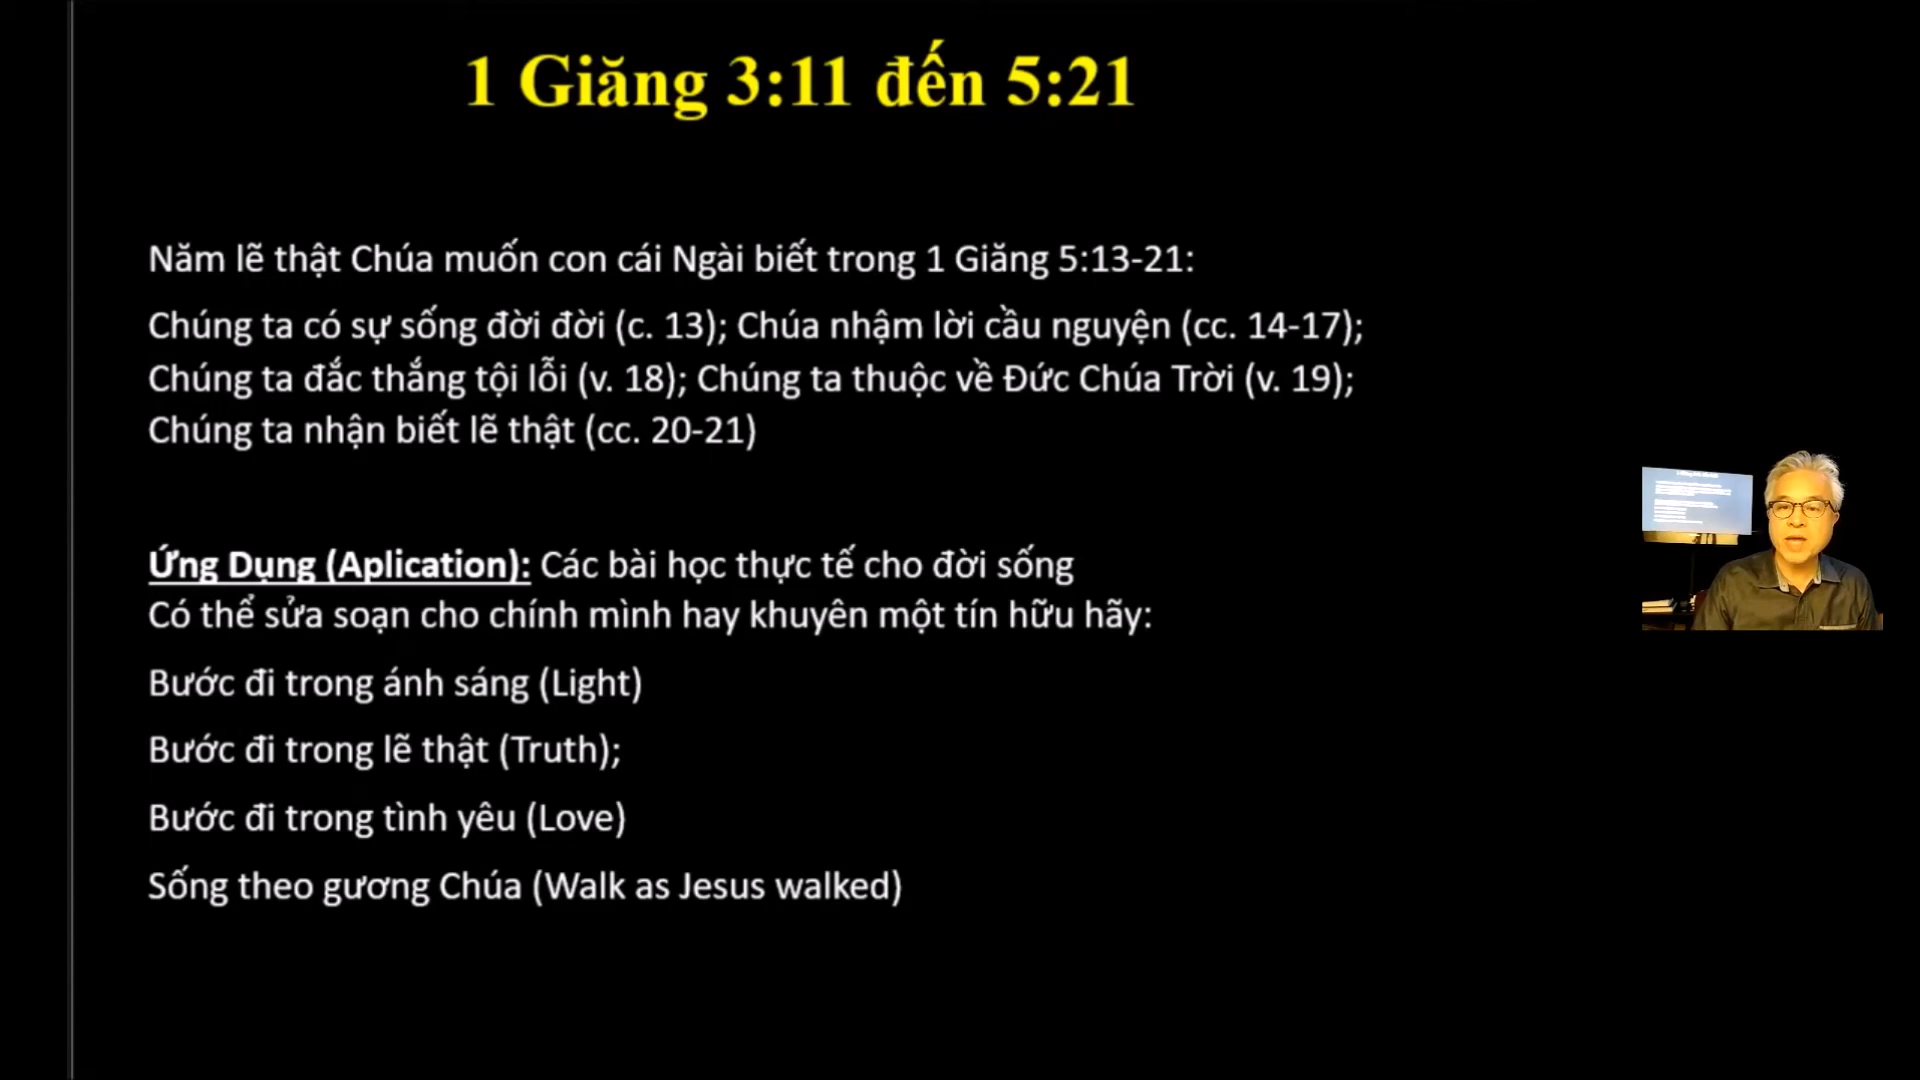 1 Giăng 3:11 đến 5:21
Năm lẽ thật Chúa muốn con cái Ngài biết trong 1 Giăng 5:13-21:
Chúng ta có sự sống đời đời (c. 13); Chúa nhậm lời cầu nguyện (cc. 14-17);
Chúng ta đắc thắng tội lỗi (v. 18); Chúng ta thuộc về Đức Chúa Trời (v. 19);
Chúng ta nhận biết lẽ thật (cc. 20-21)
Ứng Dụng (Aplication): Các bài học thực tế cho đời sống
Có thể sửa soạn cho chính mình hay khuyên một tín hữu hãy:
Bước đi trong ánh sáng (Light)
Bước đi trong lẽ thật (Truth);
Bước đi trong tình yêu (Love)
Sống theo gương Chúa (Walk as Jesus walked)